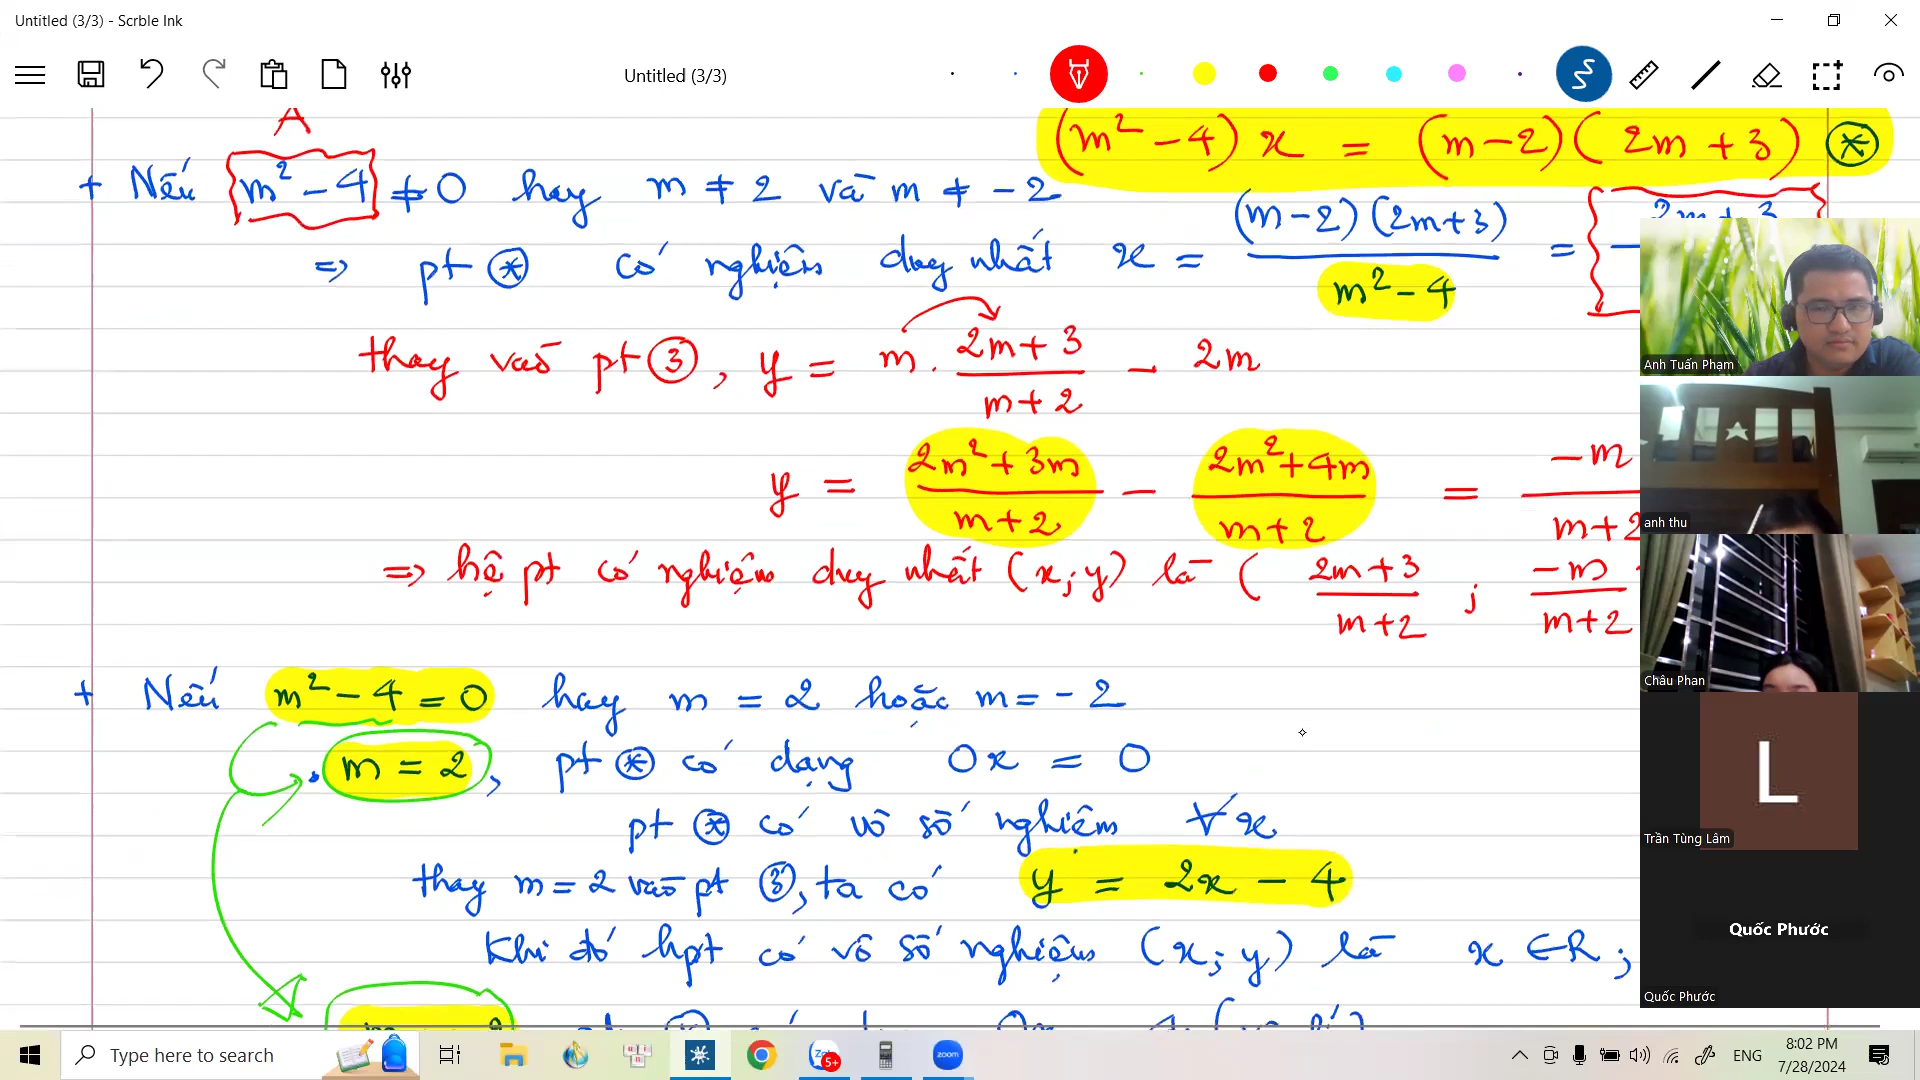 Untitled (3/3) - Scrble Ink
Untitled (3/3)
A
(m² – 4) x = (m–2)( 2m + 3) *
+ Nếu m² – 4 ≠ 0 hay m ≠ 2 và m ≠ – 2
=> pt * có nghiệm duy nhất x = (m–2)(2m+3) / m² – 4 =
thay vào pt 3, y = m . 2m + 3 / m + 2 – 2m
y = 2m² + 3m / m + 2 – 2m² + 4m / m + 2 = – m / m + 2
=> hệ pt có nghiệm duy nhất (x; y) là ( 2m + 3 / m + 2 ; – m / m + 2
+ Nếu m² – 4 = 0 hay m = 2 hoặc m = – 2
. m = 2, pt * có dạng 0x = 0
pt * có vô số nghiệm ∀x
thay m = 2 vào pt 3, ta có y = 2x – 4
Khi đó hpt có vô số nghiệm (x; y) là x ∈ R;
Anh Tuấn Phạm
anh thu
Châu Phan
L
Trần Tùng Lâm
Quốc Phước
Quốc Phước
Type here to search
5+
zoom
ENG
8:02 PM
7/28/2024